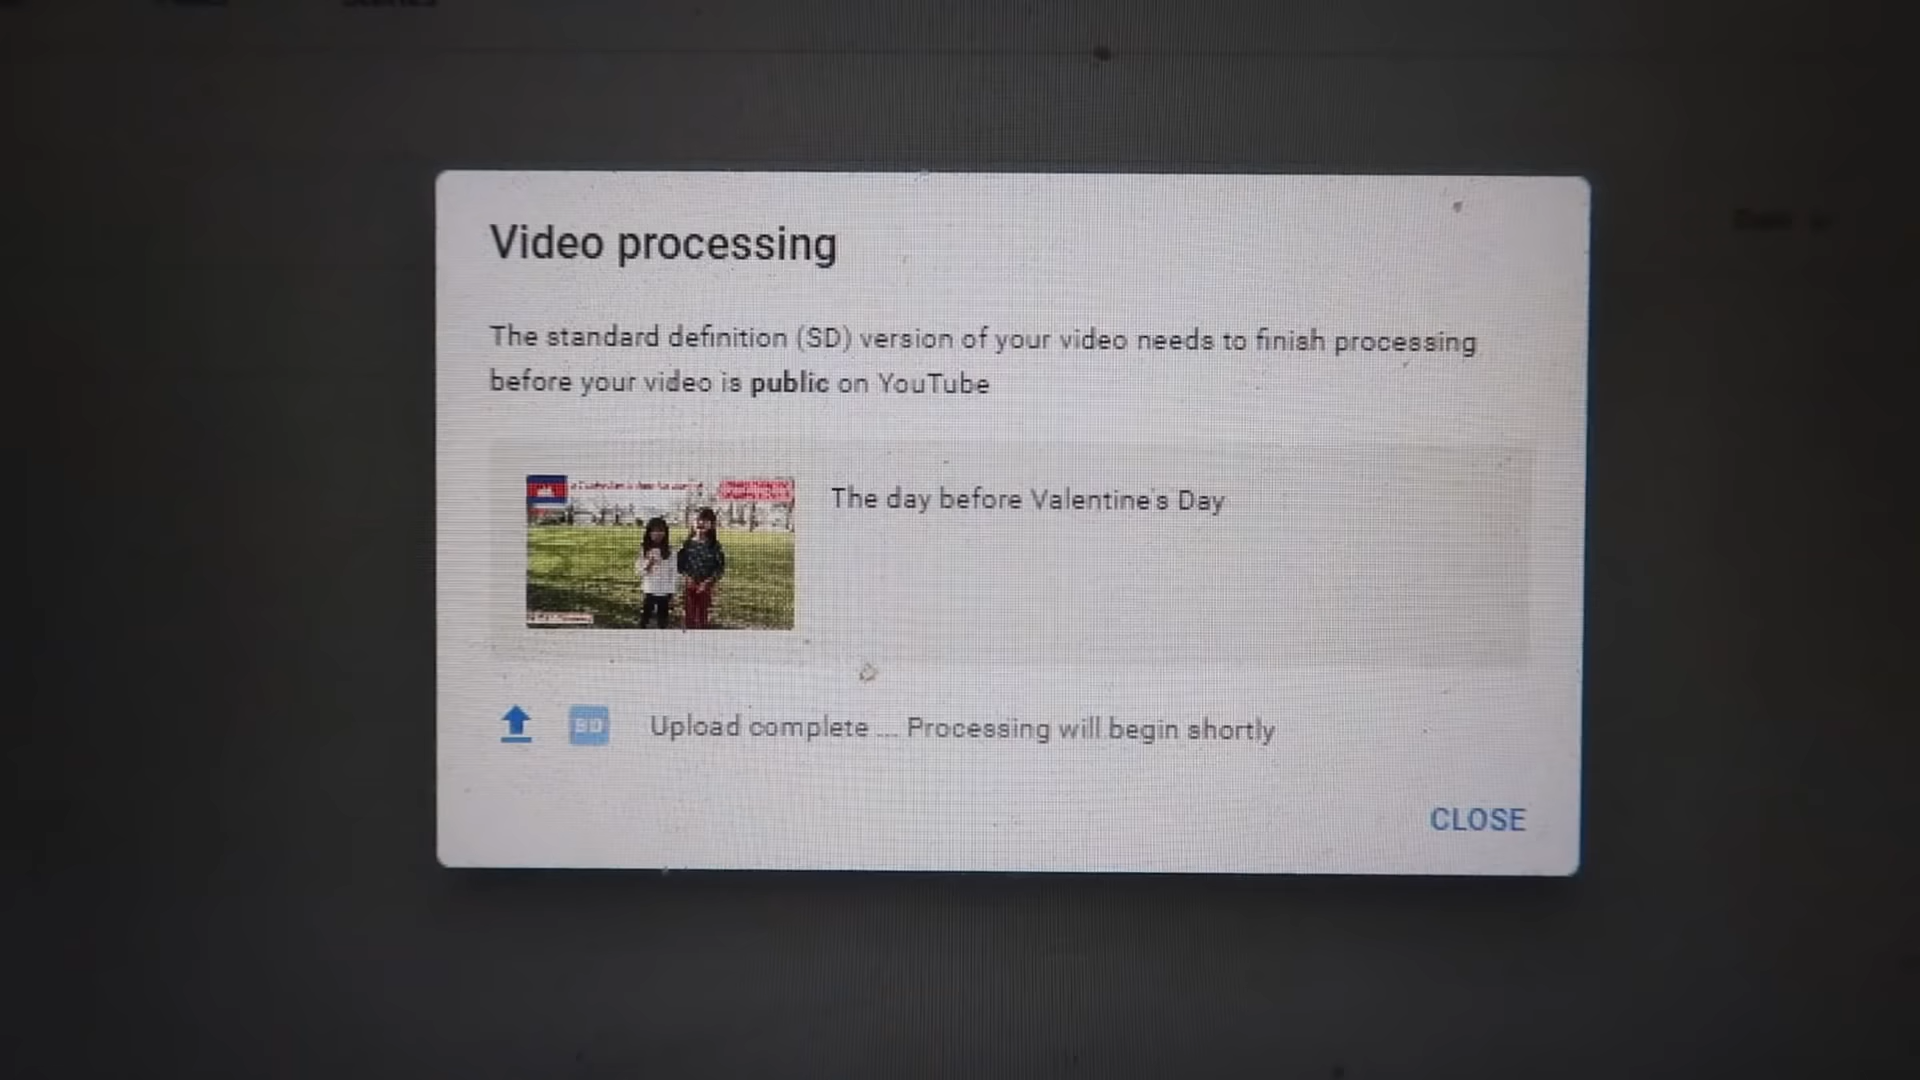 Video processing
The standard definition (SD) version of your video needs to finish processing
before your video is public on YouTube
The day before Valentine's Day
SD
Upload complete ... Processing will begin shortly
CLOSE